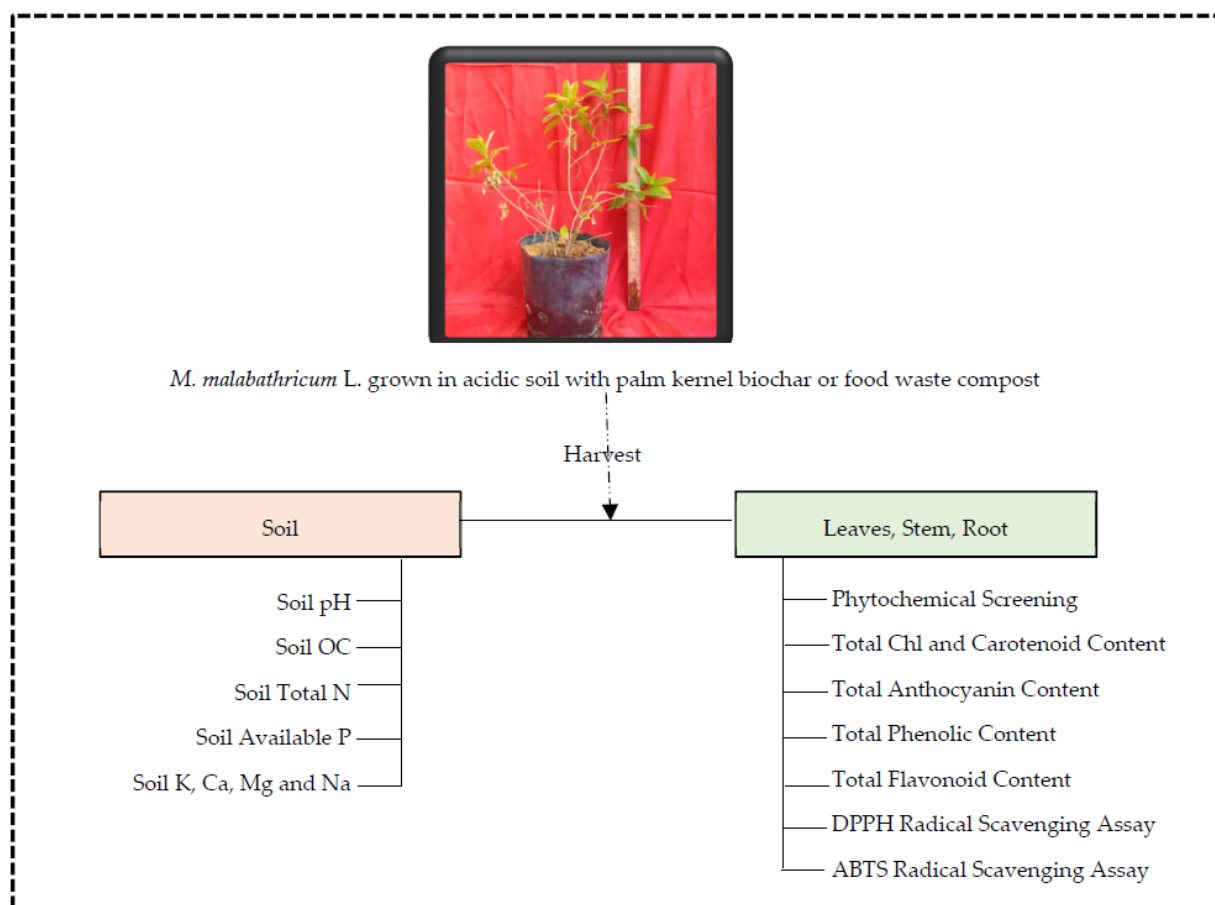 M. malabathricum L. grown in acidic soil with palm kernel biochar or food waste compost
Harvest
Soil
Soil pH
Soil OC
Soil Total N
Soil Available P
Soil K, Ca, Mg and Na
Leaves, Stem, Root
Phytochemical Screening
Total Chl and Carotenoid Content
Total Anthocyanin Content
Total Phenolic Content
Total Flavonoid Content
DPPH Radical Scavenging Assay
ABTS Radical Scavenging Assay